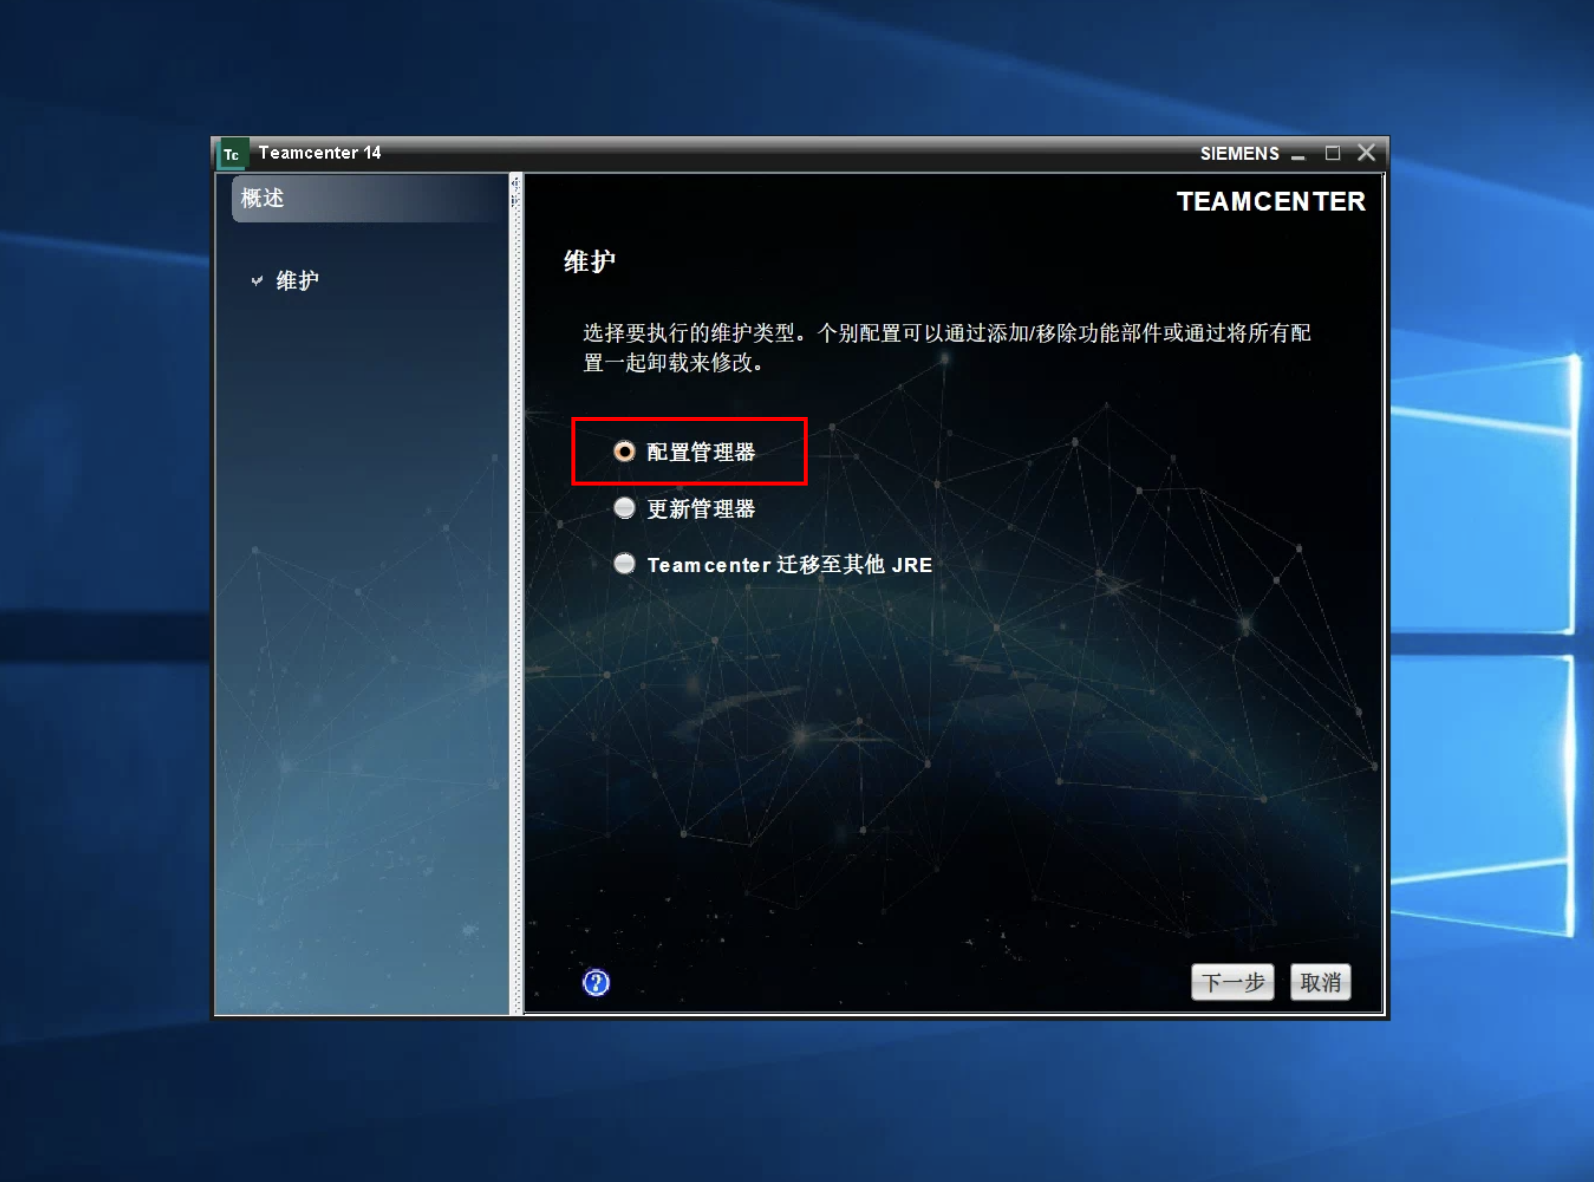 Tc Teamcenter 14 SIEMENS
概述
TEAMCENTER
维护
维护
选择要执行的维护类型。个别配置可以通过添加/移除功能部件或通过将所有配
置一起卸载来修改。
配置管理器
更新管理器
Teamcenter 迁移至其他 JRE
?
下一步 取消